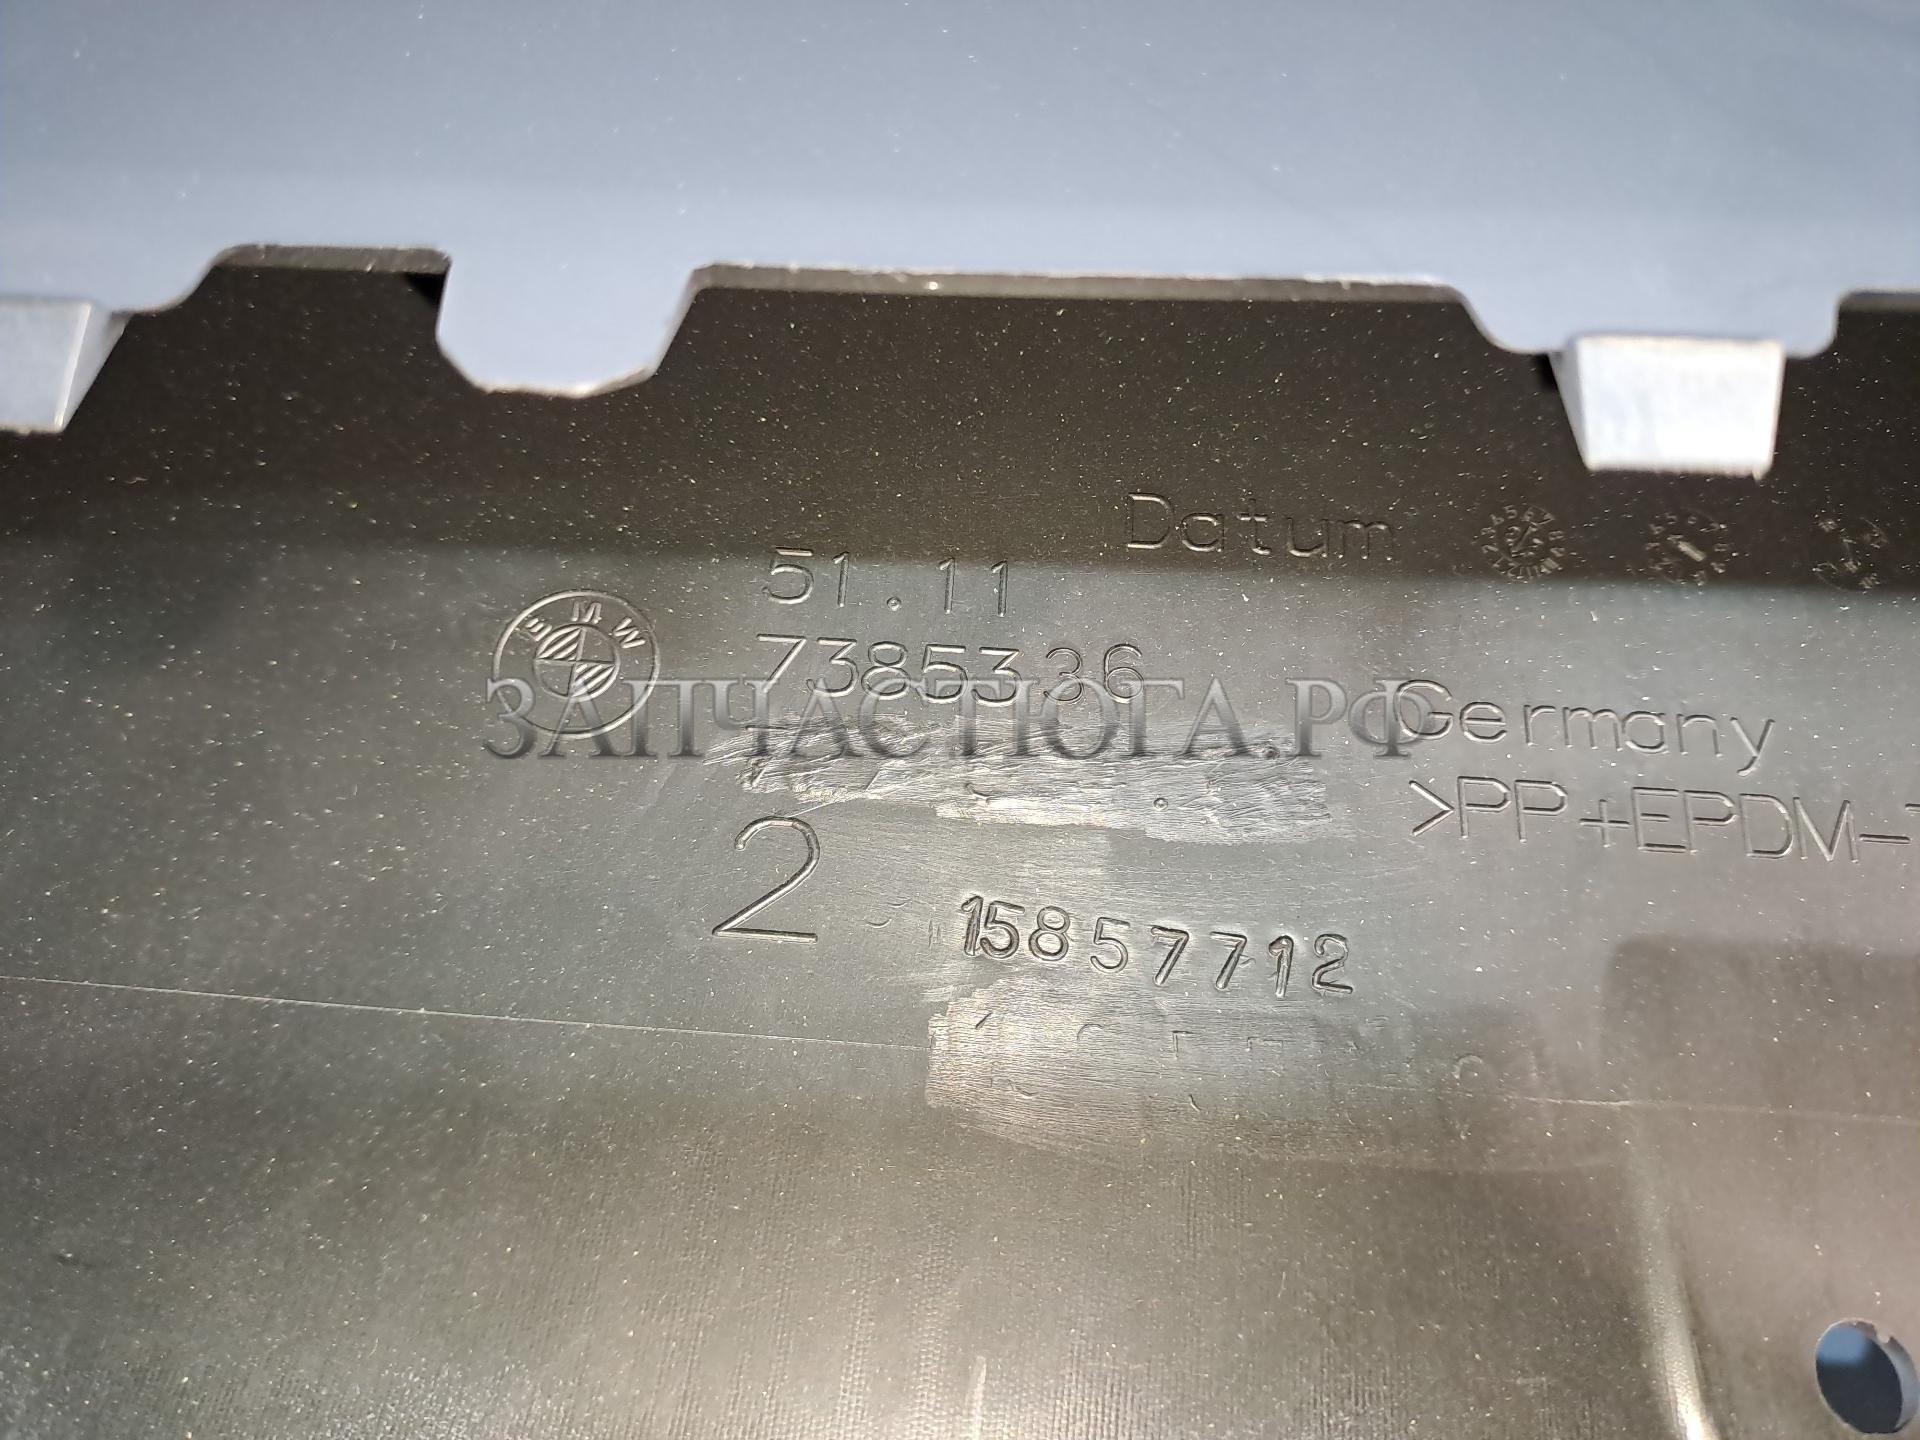 Datum
51.11
BMW
7385336
ЗАПЧАСТЮГА.РФ
Germany
>PP+EPDM-
2
15857712